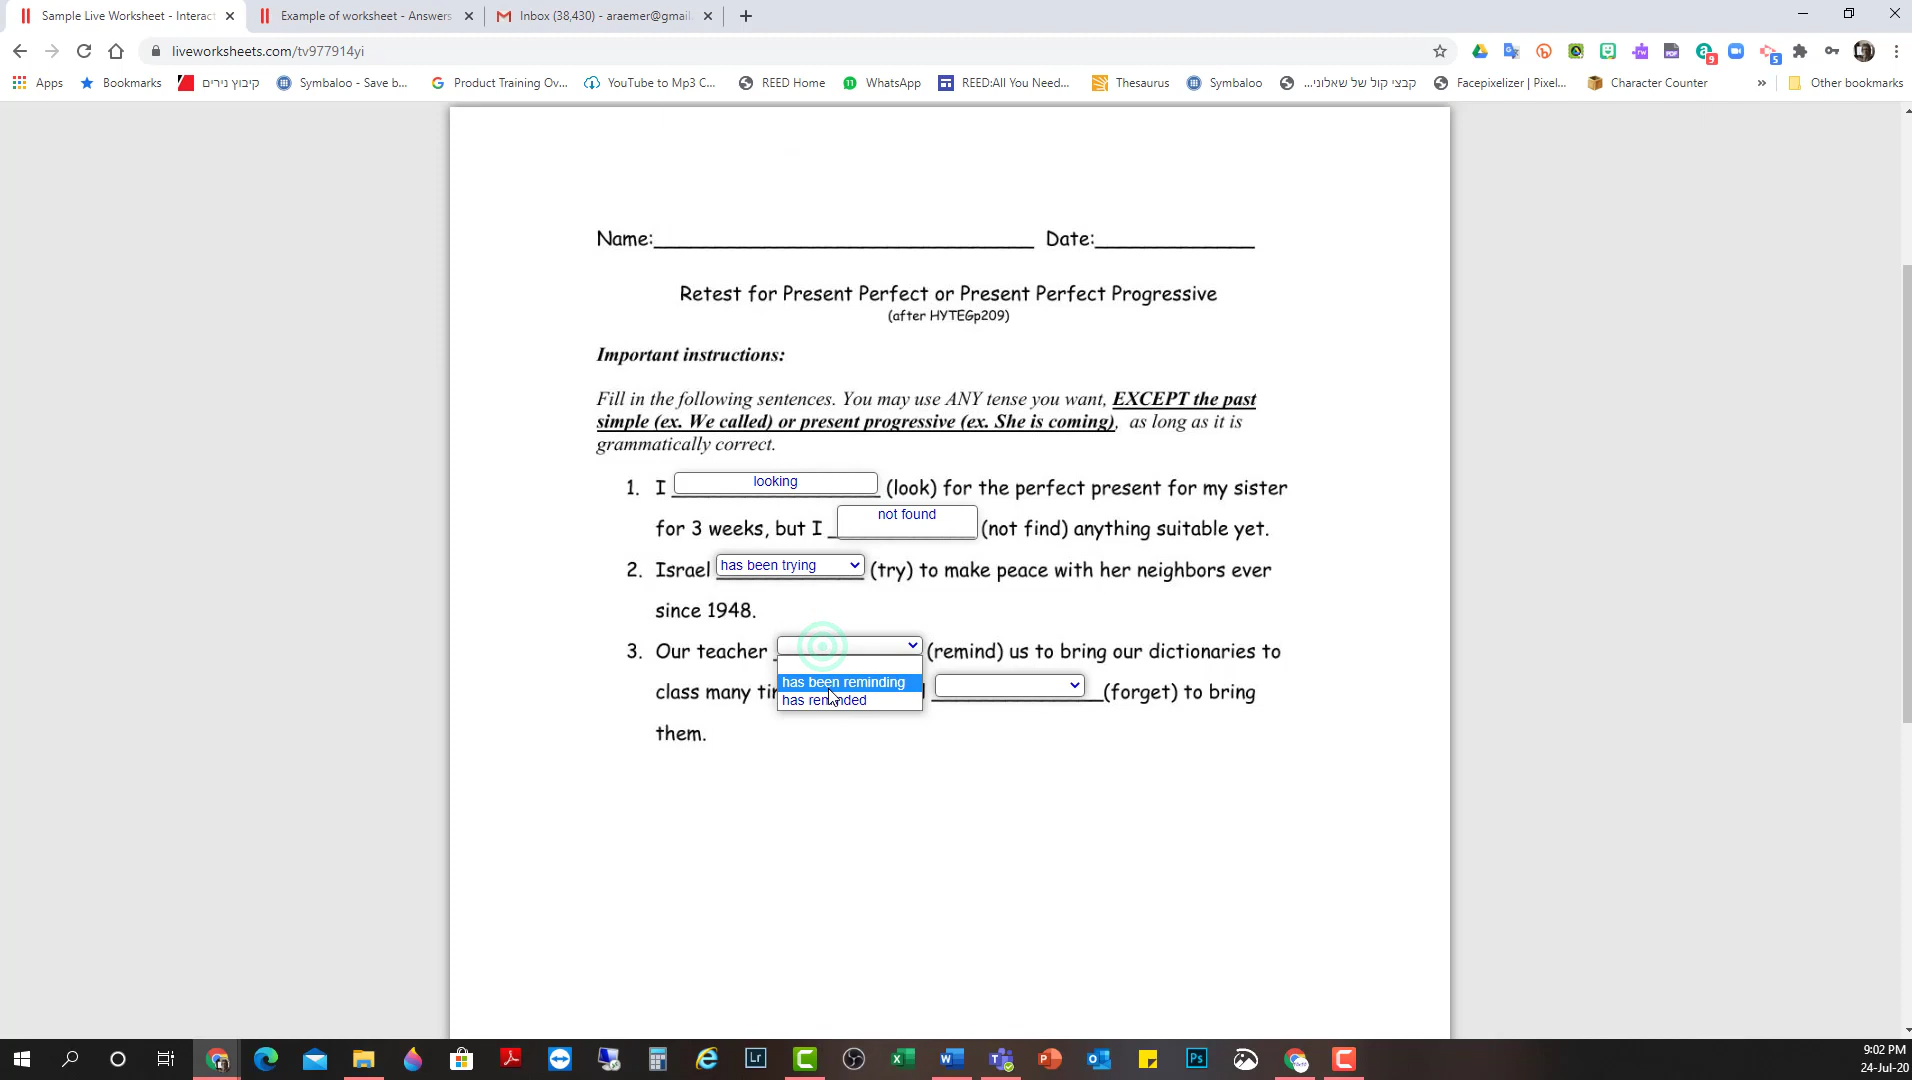 Sample Live Worksheet - Interact
Example of worksheet - Answers
Inbox (38,430) - araemer@gmail
liveworksheets.com/tv977914yi
9
5
Apps
Bookmarks
קיבוץ נירים
Symbaloo - Save b...
Product Training Ov...
YouTube to Mp3 C...
REED Home
WhatsApp
REED:All You Need...
Thesaurus
Symbaloo
קבצי קול של שאלוני...
Facepixelizer | Pixel...
Character Counter
»
Other bookmarks
Name:______________________________ Date:_____________
Retest for Present Perfect or Present Perfect Progressive
(after HYTEGp209)
Important instructions:
Fill in the following sentences. You may use ANY tense you want, EXCEPT the past
simple (ex. We called) or present progressive (ex. She is coming), as long as it is
grammatically correct.
1. I looking (look) for the perfect present for my sister
for 3 weeks, but I not found (not find) anything suitable yet.
2. Israel has been trying (try) to make peace with her neighbors ever
since 1948.
3. Our teacher (remind) us to bring our dictionaries to
has been reminding
has reminded
class many (forget) to bring
them.
Lr
Ps
9:02 PM
24-Jul-20